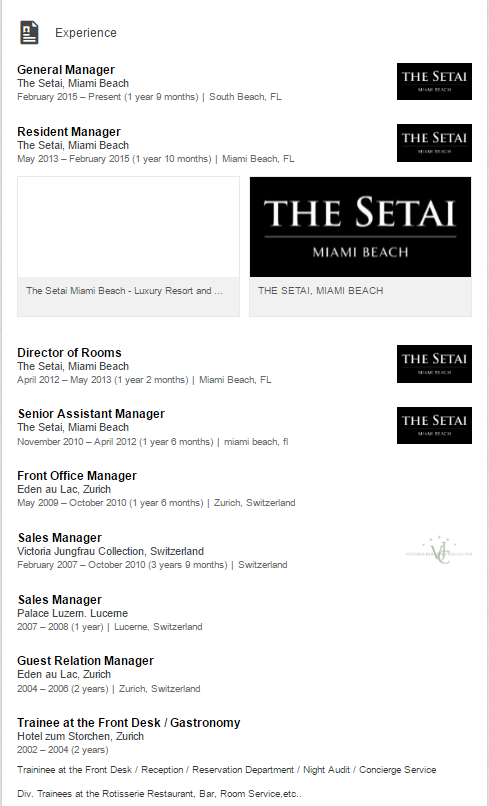 Experience
General Manager
The Setai, Miami Beach
February 2015 – Present (1 year 9 months) | South Beach, FL
THE SETAI
MIAMI BEACH
Resident Manager
The Setai, Miami Beach
May 2013 – February 2015 (1 year 10 months) | Miami Beach, FL
THE SETAI
MIAMI BEACH
The Setai Miami Beach - Luxury Resort and ...
THE SETAI
MIAMI BEACH
THE SETAI, MIAMI BEACH
Director of Rooms
The Setai, Miami Beach
April 2012 – May 2013 (1 year 2 months) | Miami Beach, FL
THE SETAI
MIAMI BEACH
Senior Assistant Manager
The Setai, Miami Beach
November 2010 – April 2012 (1 year 6 months) | miami beach, fl
THE SETAI
MIAMI BEACH
Front Office Manager
Eden au Lac, Zurich
May 2009 – October 2010 (1 year 6 months) | Zurich, Switzerland
Sales Manager
Victoria Jungfrau Collection, Switzerland
February 2007 – October 2010 (3 years 9 months) | Switzerland
Sales Manager
Palace Luzern. Lucerne
2007 – 2008 (1 year) | Lucerne, Switzerland
Guest Relation Manager
Eden au Lac, Zurich
2004 – 2006 (2 years) | Zurich, Switzerland
Trainee at the Front Desk / Gastronomy
Hotel zum Storchen, Zurich
2002 – 2004 (2 years)
Traininee at the Front Desk / Reception / Reservation Department / Night Audit / Concierge Service
Div. Trainees at the Rotisserie Restaurant, Bar, Room Service,etc..